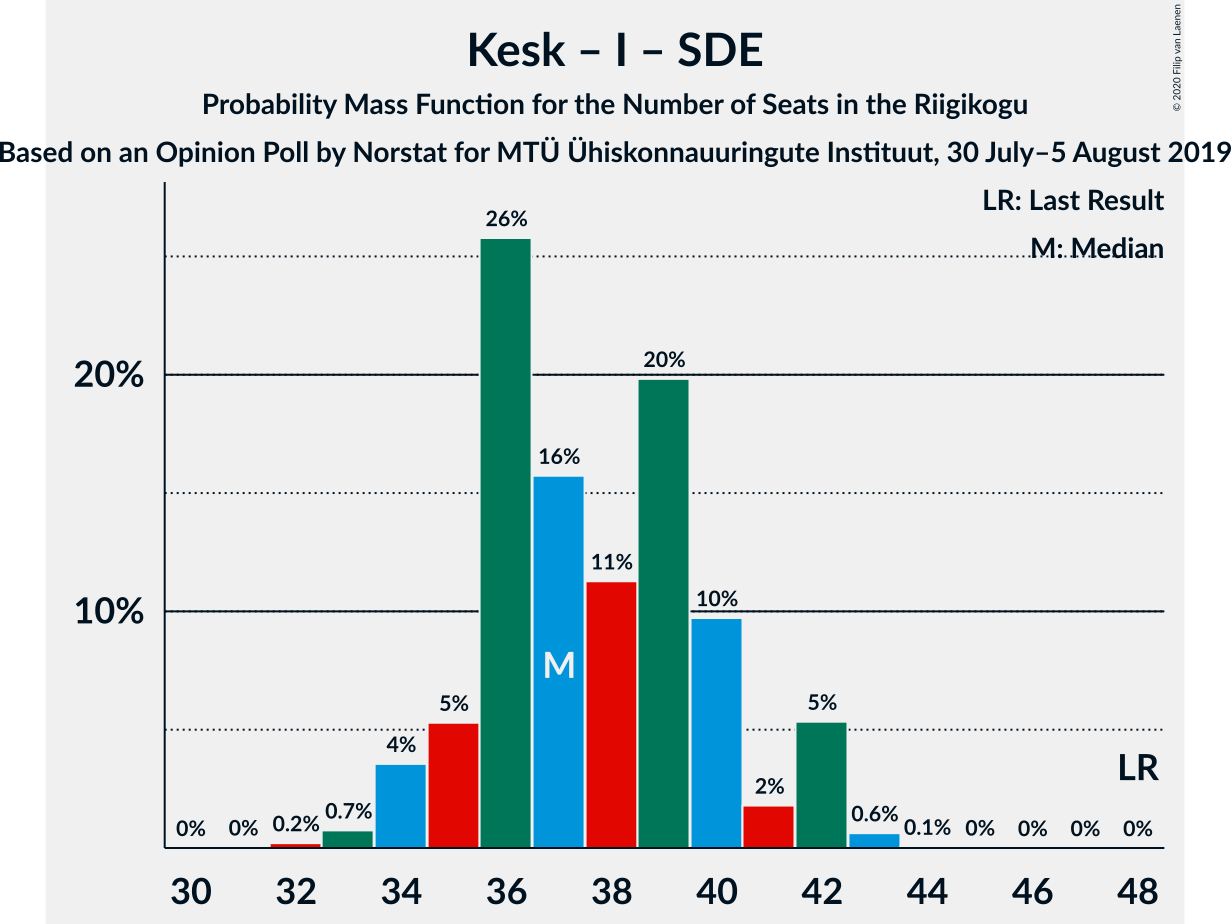 Kesk – I – SDE
Probability Mass Function for the Number of Seats in the Riigikogu
Based on an Opinion Poll by Norstat for MTÜ Ühiskonnauuringute Instituut, 30 July–5 August 2019
© 2020 Filip van Laenen
LR: Last Result
M: Median
26%
20%
20%
16%
11%
10%
10%
M
5%
5%
4%
LR
2%
0%
0%
0.2%
0.7%
0.6%
0.1%
0%
0%
0%
0%
30 32 34 36 38 40 42 44 46 48